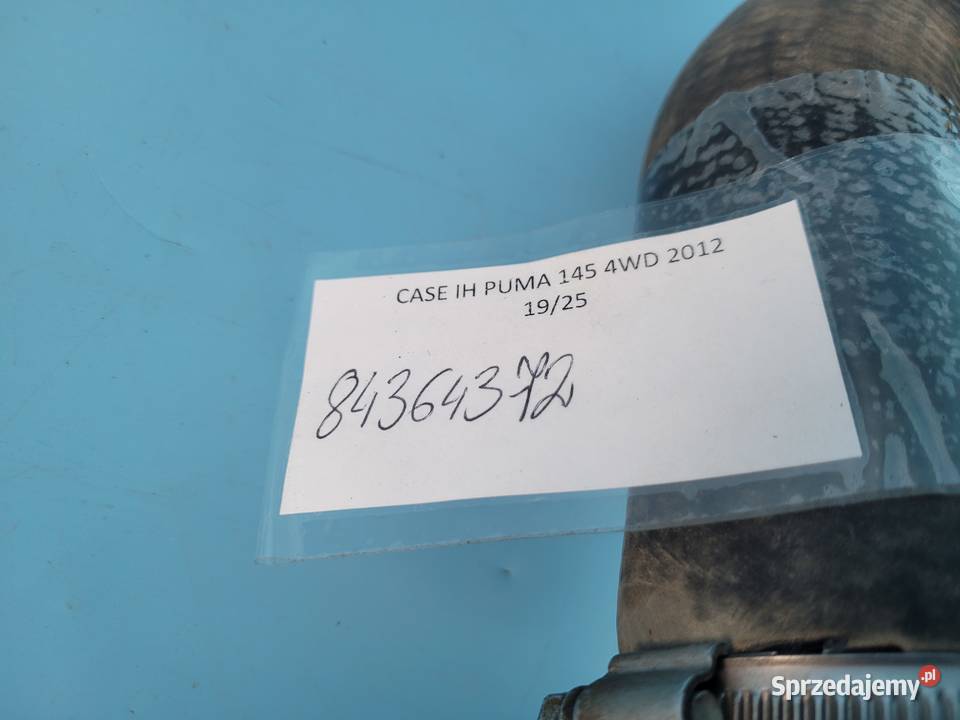 CASE IH PUMA 145 4WD 2012
19/25
84364372
Sprzedajemy.pl